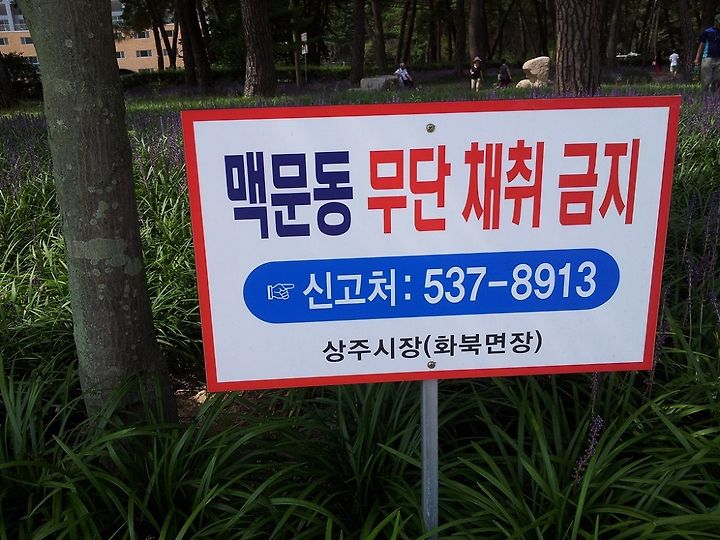 맥문동 무단 채취 금지
☞ 신고처: 537-8913
상주시장(화북면장)